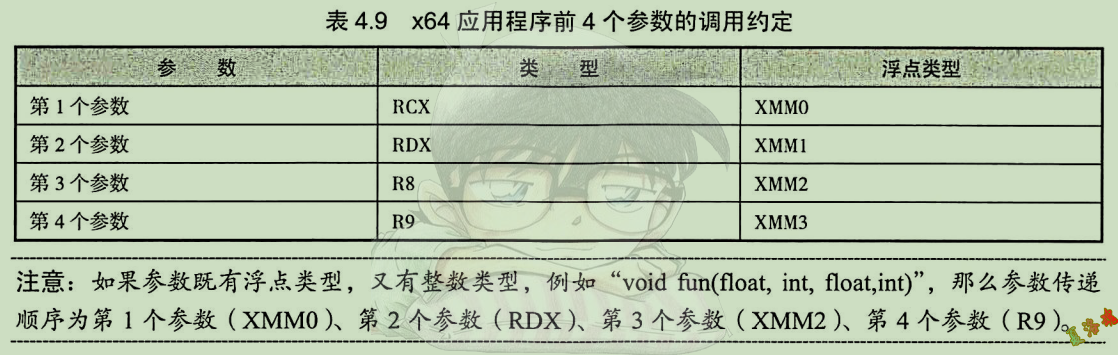 表 4.9 x64 应用程序前 4 个参数的调用约定
参 数 类 型 浮点类型
第 1 个参数 RCX XMM0
第 2 个参数 RDX XMM1
第 3 个参数 R8 XMM2
第 4 个参数 R9 XMM3
注意：如果参数既有浮点类型，又有整数类型，例如“void fun(float, int, float,int)”，那么参数传递
顺序为第 1 个参数（XMM0）、第 2 个参数（RDX）、第 3 个参数（XMM2）、第 4 个参数（R9）。